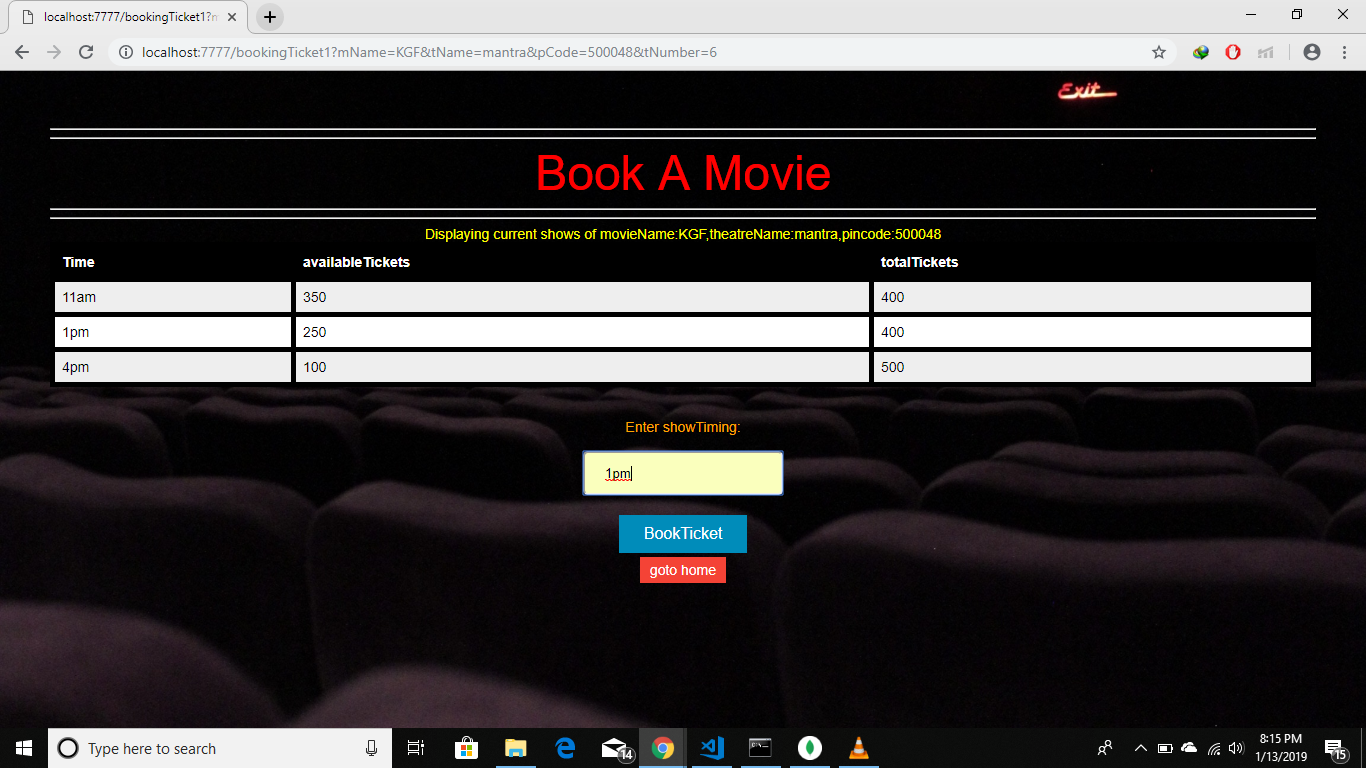 localhost:7777/bookingTicket1?m
localhost:7777/bookingTicket1?mName=KGF&tName=mantra&pCode=500048&tNumber=6
Exit
Book A Movie
Displaying current shows of movieName:KGF,theatreName:mantra,pincode:500048
Time availableTickets totalTickets
11am 350 400
1pm 250 400
4pm 100 500
Enter showTiming:
1pm
BookTicket
goto home
Type here to search
14
8:15 PM
1/13/2019
15